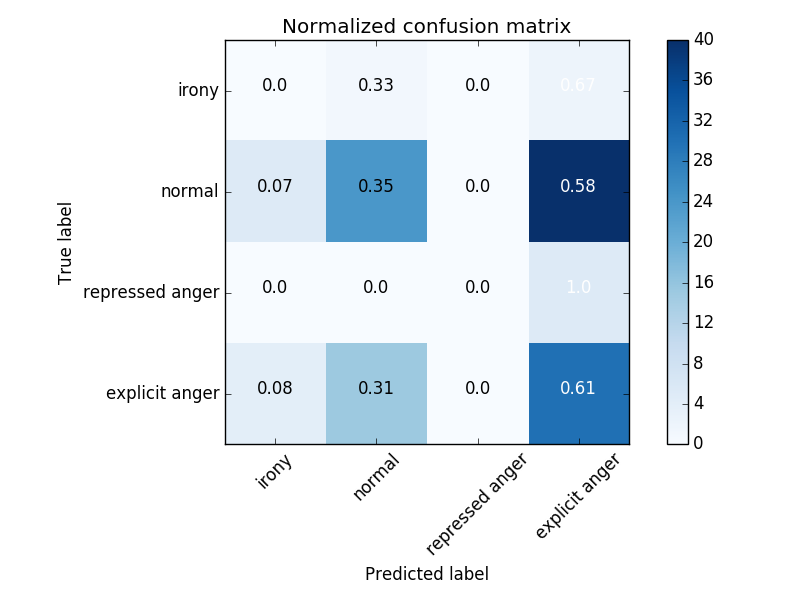 Normalized confusion matrix
True label
irony 0.0 0.33 0.0 0.67
normal 0.07 0.35 0.0 0.58
repressed anger 0.0 0.0 0.0 1.0
explicit anger 0.08 0.31 0.0 0.61
irony normal repressed anger explicit anger
Predicted label
40
36
32
28
24
20
16
12
8
4
0